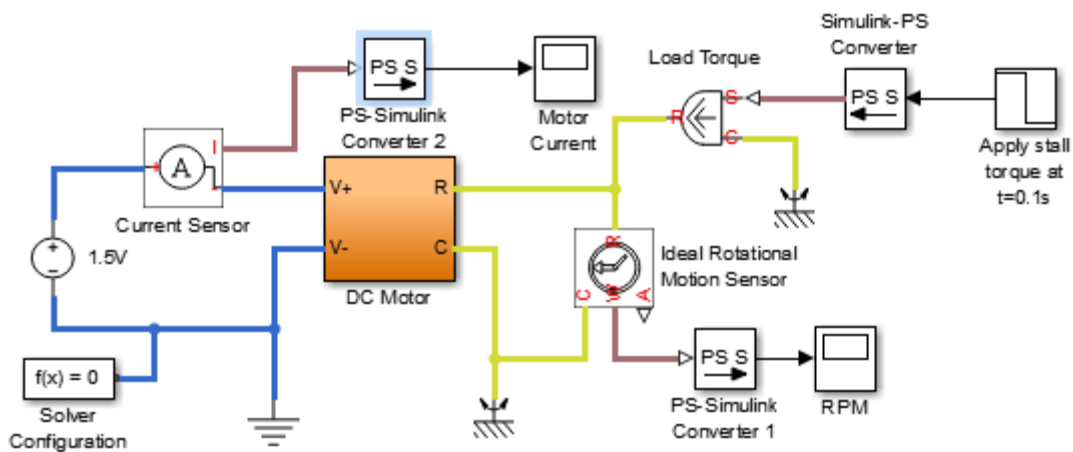 Simulink-PS
Converter
Load Torque
PS S
PS S
S
R
C
PS-Simulink
Converter 2
Motor
Current
Apply stall
torque at
t=0.1s
I
A
Current Sensor
V+
R
V-
C
DC Motor
+
-
1.5V
R
C
W
A
Ideal Rotational
Motion Sensor
f(x) = 0
Solver
Configuration
PS S
PS-Simulink
Converter 1
RPM